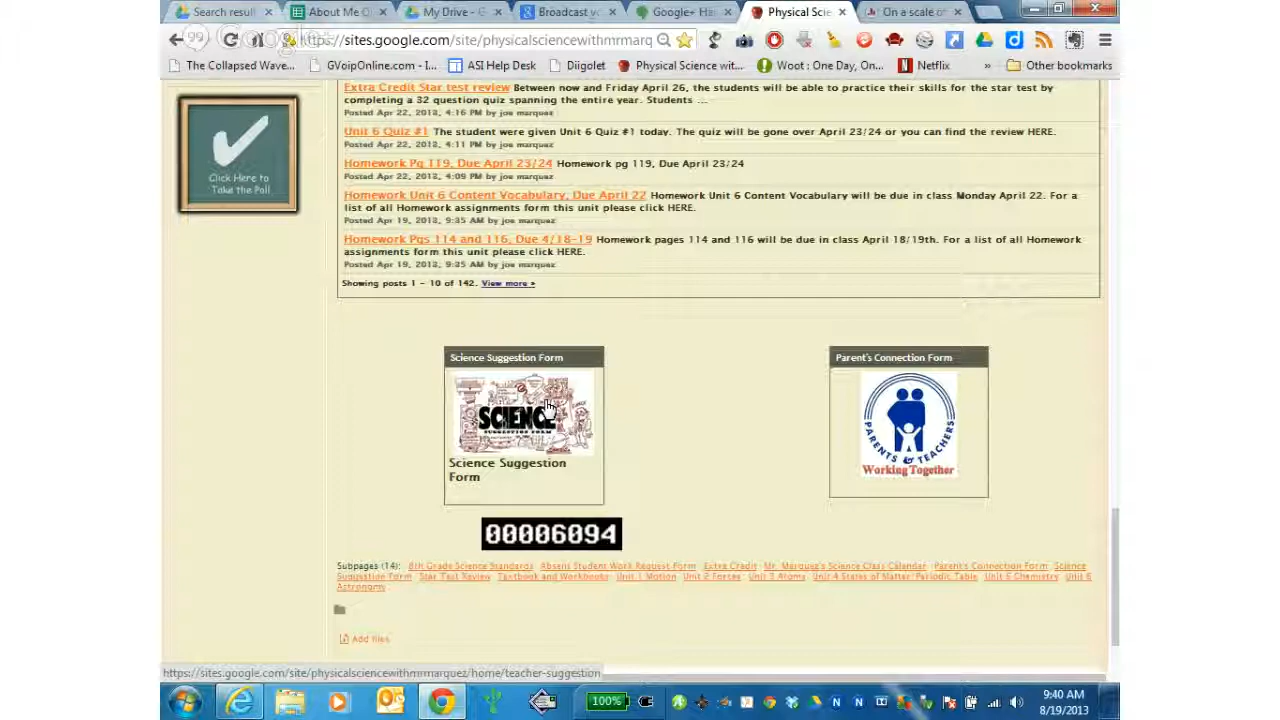 Search resul
About Me 
My Drive - G
Broadcast yo
Google+ Ha
Physical Scie
On a scale of
99
https://sites.google.com/site/physicalsciencewithmrmarq
The Collapsed Wave...
GVoipOnline.com - I...
ASI Help Desk
Diigolet
Physical Science wit...
Woot : One Day, On...
Netflix
»
Other bookmarks
Extra Credit Star test review Between now and Friday April 26, the students will be able to practice their skills for the star test by
completing a 32 question quiz spanning the entire year. Students ...
Posted Apr 22, 2013, 4:16 PM by joe marquez
Unit 6 Quiz #1 The student were given Unit 6 Quiz #1 today. The quiz will be gone over April 23/24 or you can find the review HERE.
Posted Apr 22, 2013, 4:11 PM by joe marquez
Homework Pg 119, Due April 23/24 Homework pg 119, Due April 23/24
Posted Apr 22, 2013, 4:09 PM by joe marquez
Homework Unit 6 Content Vocabulary, Due April 22 Homework Unit 6 Content Vocabulary will be due in class Monday April 22. For a
list of all Homework assignments form this unit please click HERE.
Posted Apr 19, 2013, 9:35 AM by joe marquez
Homework Pgs 114 and 116, Due 4/18-19 Homework pages 114 and 116 will be due in class April 18/19th. For a list of all Homework
assignments form this unit please click HERE.
Posted Apr 19, 2013, 9:35 AM by joe marquez
Showing posts 1 - 10 of 142. View more »
Click Here to
Take the Poll
Science Suggestion Form
SCIENCE
SUGGESTION FORM
Science Suggestion
Form
Parent's Connection Form
PARENTS & TEACHERS
Working Together
00006094
Subpages (14): 8th Grade Science Standards Absent Student Work Request Form Extra Credit Mr. Marquez's Science Class Calendar Parent's Connection Form Science
Suggestion Form Star Test Review Textbook and Workbooks Unit 1 Motion Unit 2 Forces Unit 3 Atoms Unit 4 States of Matter/Periodic Table Unit 5 Chemistry Unit 6
Astronomy
Add files
https://sites.google.com/site/physicalsciencewithmrmarquez/home/teacher-suggestion
100%
9:40 AM
8/19/2013